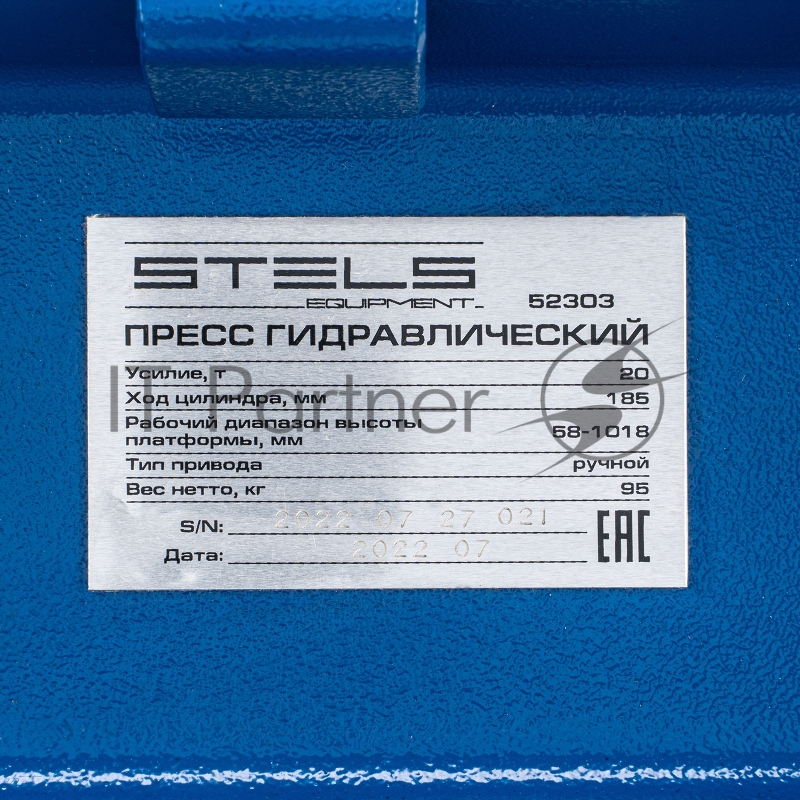 STELS
EQUIPMENT
52303
ПРЕСС ГИДРАВЛИЧЕСКИЙ
Усилие, т 20
Ход цилиндра, мм 185
Рабочий диапазон высоты
платформы, мм 58-1018
Тип привода ручной
Вес нетто, кг 95
S/N: 2022 07 27 021
Дата: 2022 07
EAC
IT Partner